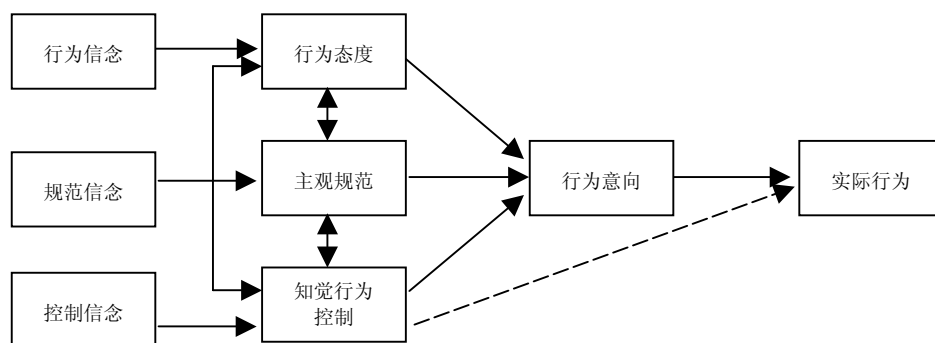 行为信念
行为态度
规范信念
主观规范
行为意向
实际行为
控制信念
知觉行为
控制